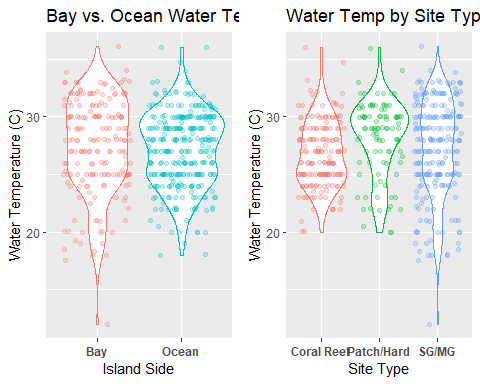 Bay vs. Ocean Water Te
Water Temperature (C)
30
20
Bay
Ocean
Island Side
Water Temp by Site Typ
Water Temperature (C)
30
20
Coral Reef
Patch/Hard
SG/MG
Site Type